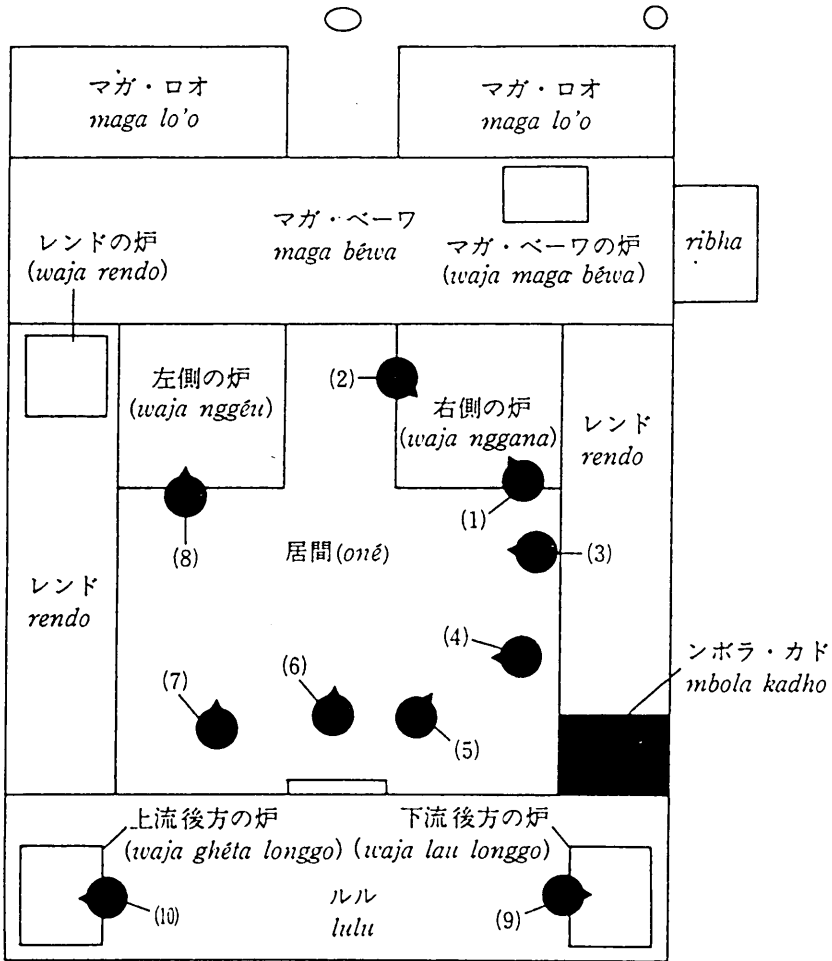 マガ・ロオ
maga lo'o
マガ・ロオ
maga lo'o
マガ・ベーワ
maga béwa
マガ・ベーワの炉
(waja maga béwa)
ribha
レンドの炉
(waja rendo)
左側の炉
(waja nggéu)
(2)
右側の炉
(waja nggana)
レンド
rendo
(1)
(8)
居間(oné)
(3)
レンド
rendo
(4)
ンボラ・カド
mbola kadho
(7)
(6)
(5)
上流後方の炉
(waja ghéta longgo)
下流後方の炉
(waja lau longgo)
ルル
lulu
(10)
(9)